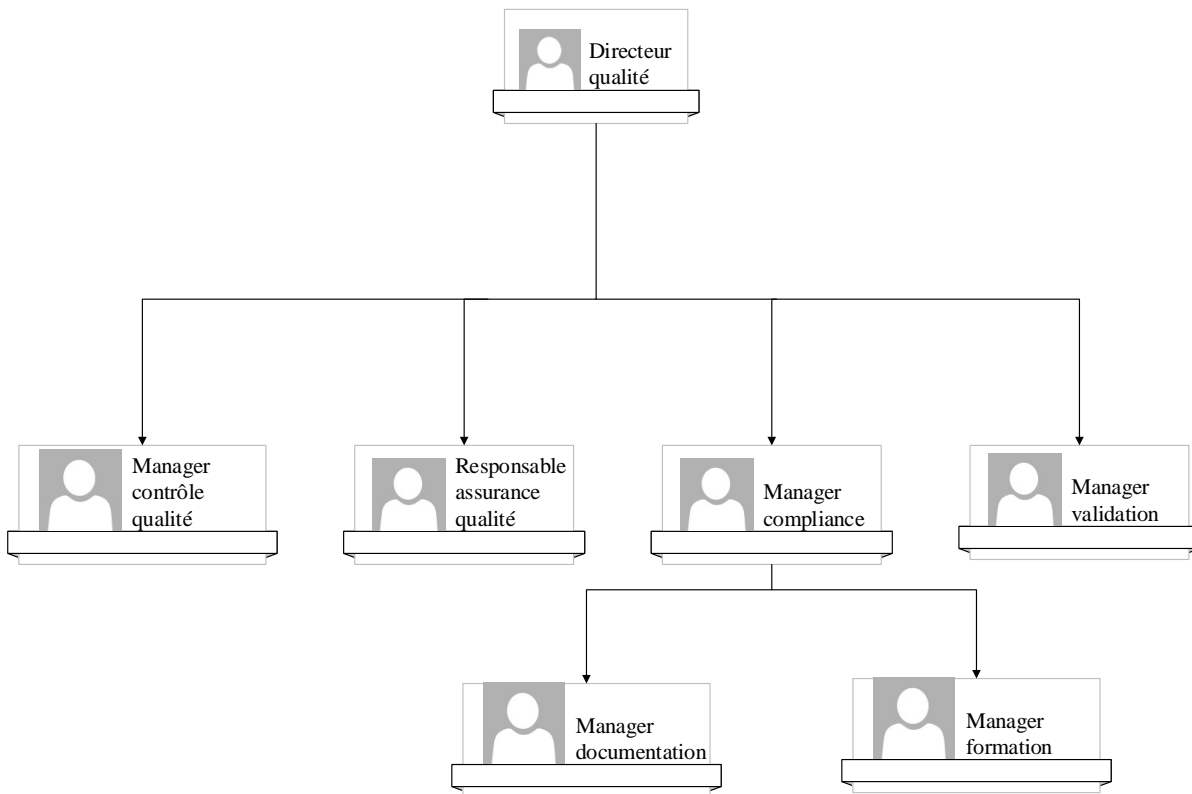 Directeur
qualité
Manager
contrôle
qualité
Responsable
assurance
qualité
Manager
compliance
Manager
validation
Manager
documentation
Manager
formation